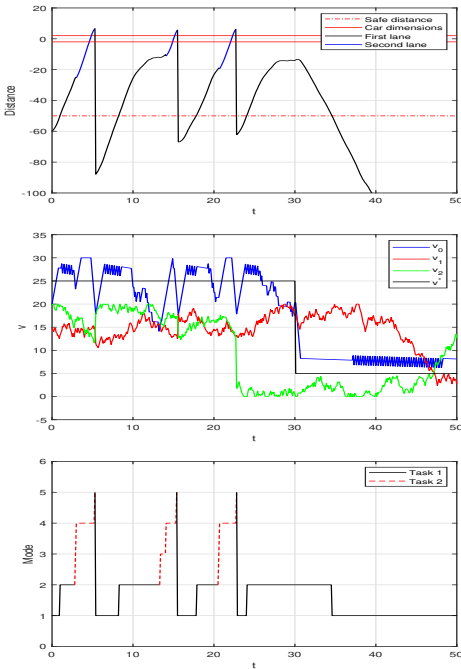 20
0
-20
-40
-60
-80
-100
Distance
Safe distance
Car dimensions
First lane
Second lane
0 10 20 30 40 50
t
35
30
25
20
15
10
5
0
-5
v
v0
v1
v2
v*
0 10 20 30 40 50
t
6
5
4
3
2
1
0
Mode
Task 1
Task 2
0 10 20 30 40 50
t